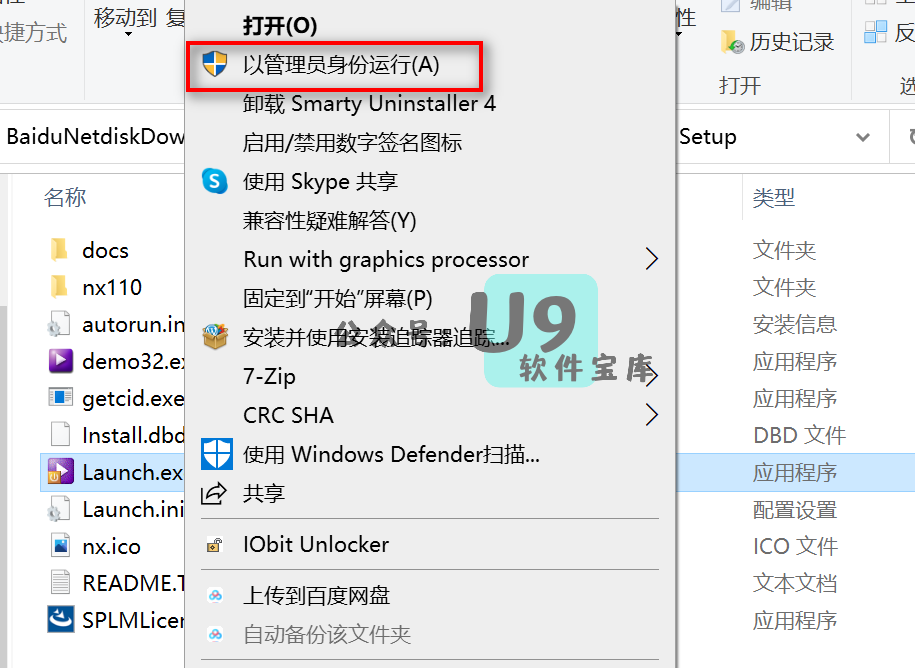 移动到 复
快捷方式
性
编辑
历史记录
打开
反
选
BaiduNetdiskDow
Setup
名称
类型
docs
文件夹
nx110
文件夹
autorun.in
安装信息
demo32.ex
应用程序
getcid.exe
应用程序
Install.dbd
DBD 文件
Launch.ex
应用程序
Launch.ini
配置设置
nx.ico
ICO 文件
README.T
文本文档
SPLMLicer
应用程序
打开(O)
以管理员身份运行(A)
卸载 Smarty Uninstaller 4
启用/禁用数字签名图标
使用 Skype 共享
兼容性疑难解答(Y)
Run with graphics processor
固定到"开始"屏幕(P)
安装并使用安装追踪器追踪...
7-Zip
CRC SHA
使用 Windows Defender扫描...
共享
IObit Unlocker
上传到百度网盘
自动备份该文件夹
公众号
U9
软件宝库